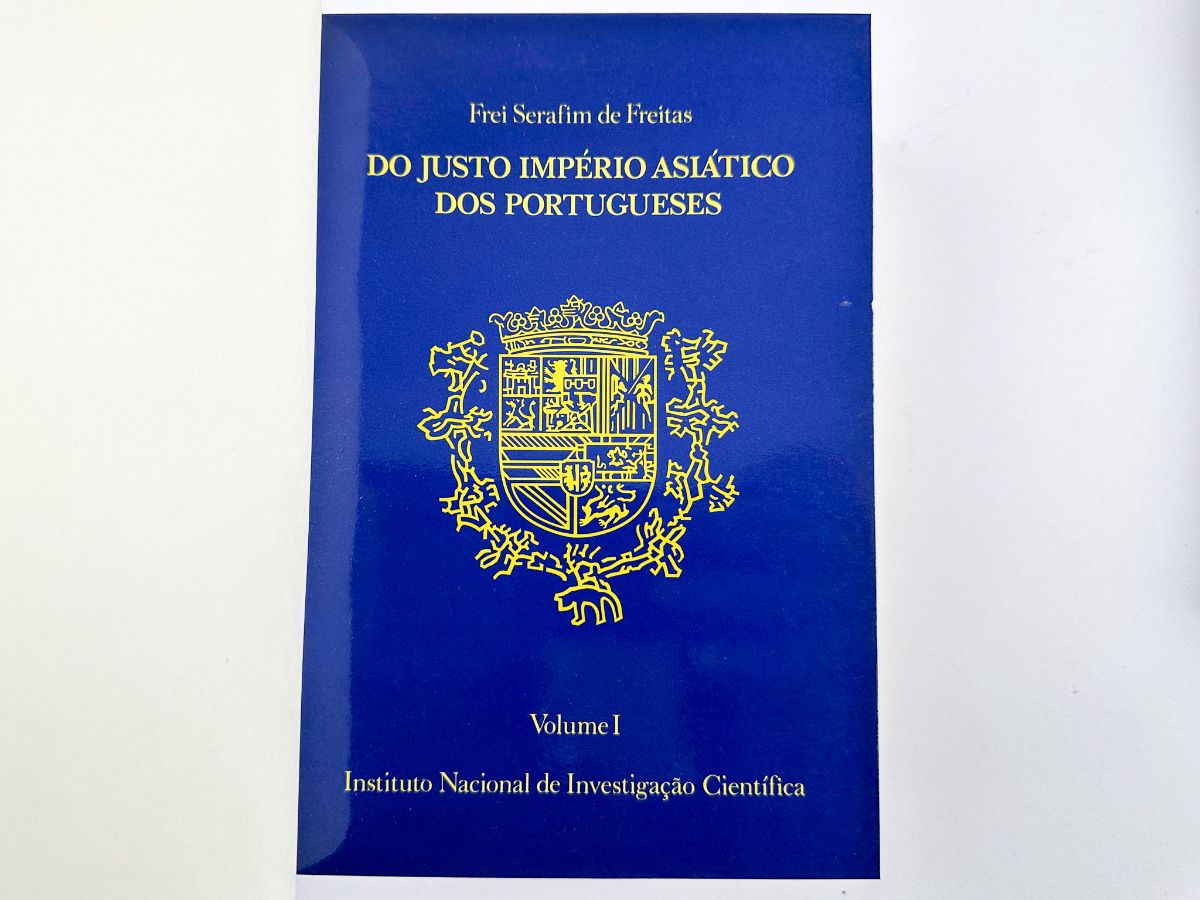 Frei Serafim de Freitas
DO JUSTO IMPÉRIO ASIÁTICO
DOS PORTUGUESES
Volume I
Instituto Nacional de Investigação Científica